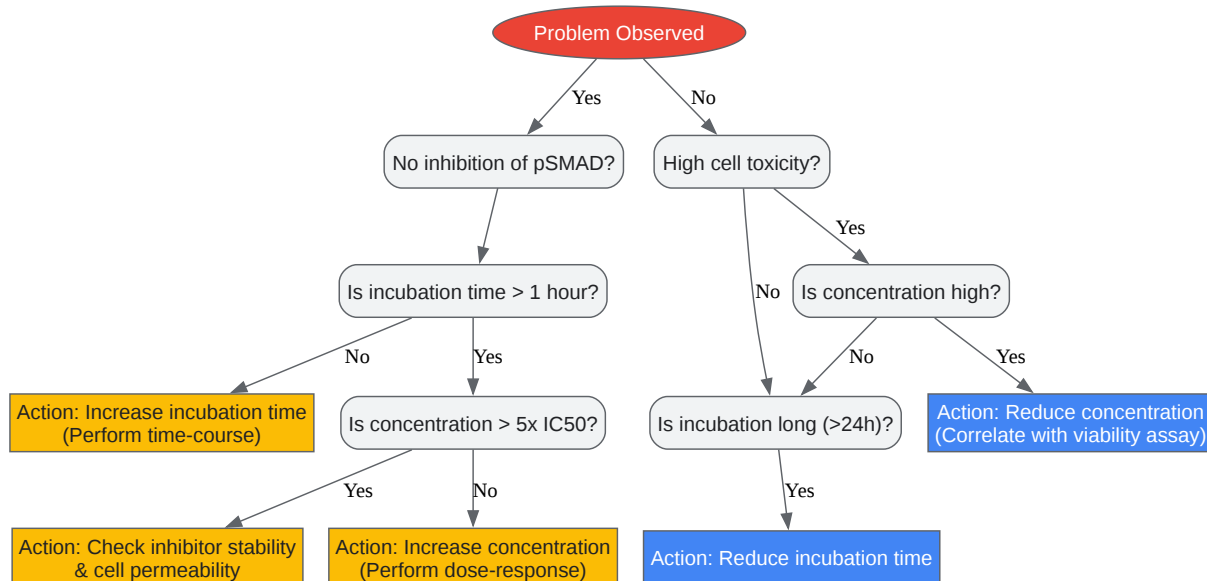 Problem Observed
Yes
No
No inhibition of pSMAD?
High cell toxicity?
Yes
Is incubation time > 1 hour?
No
Is concentration high?
No
Yes
No
Yes
Action: Increase incubation time
(Perform time-course)
Is concentration > 5x IC50?
Is incubation long (>24h)?
Action: Reduce concentration
(Correlate with viability assay)
Yes
No
Yes
Action: Check inhibitor stability
& cell permeability
Action: Increase concentration
(Perform dose-response)
Action: Reduce incubation time